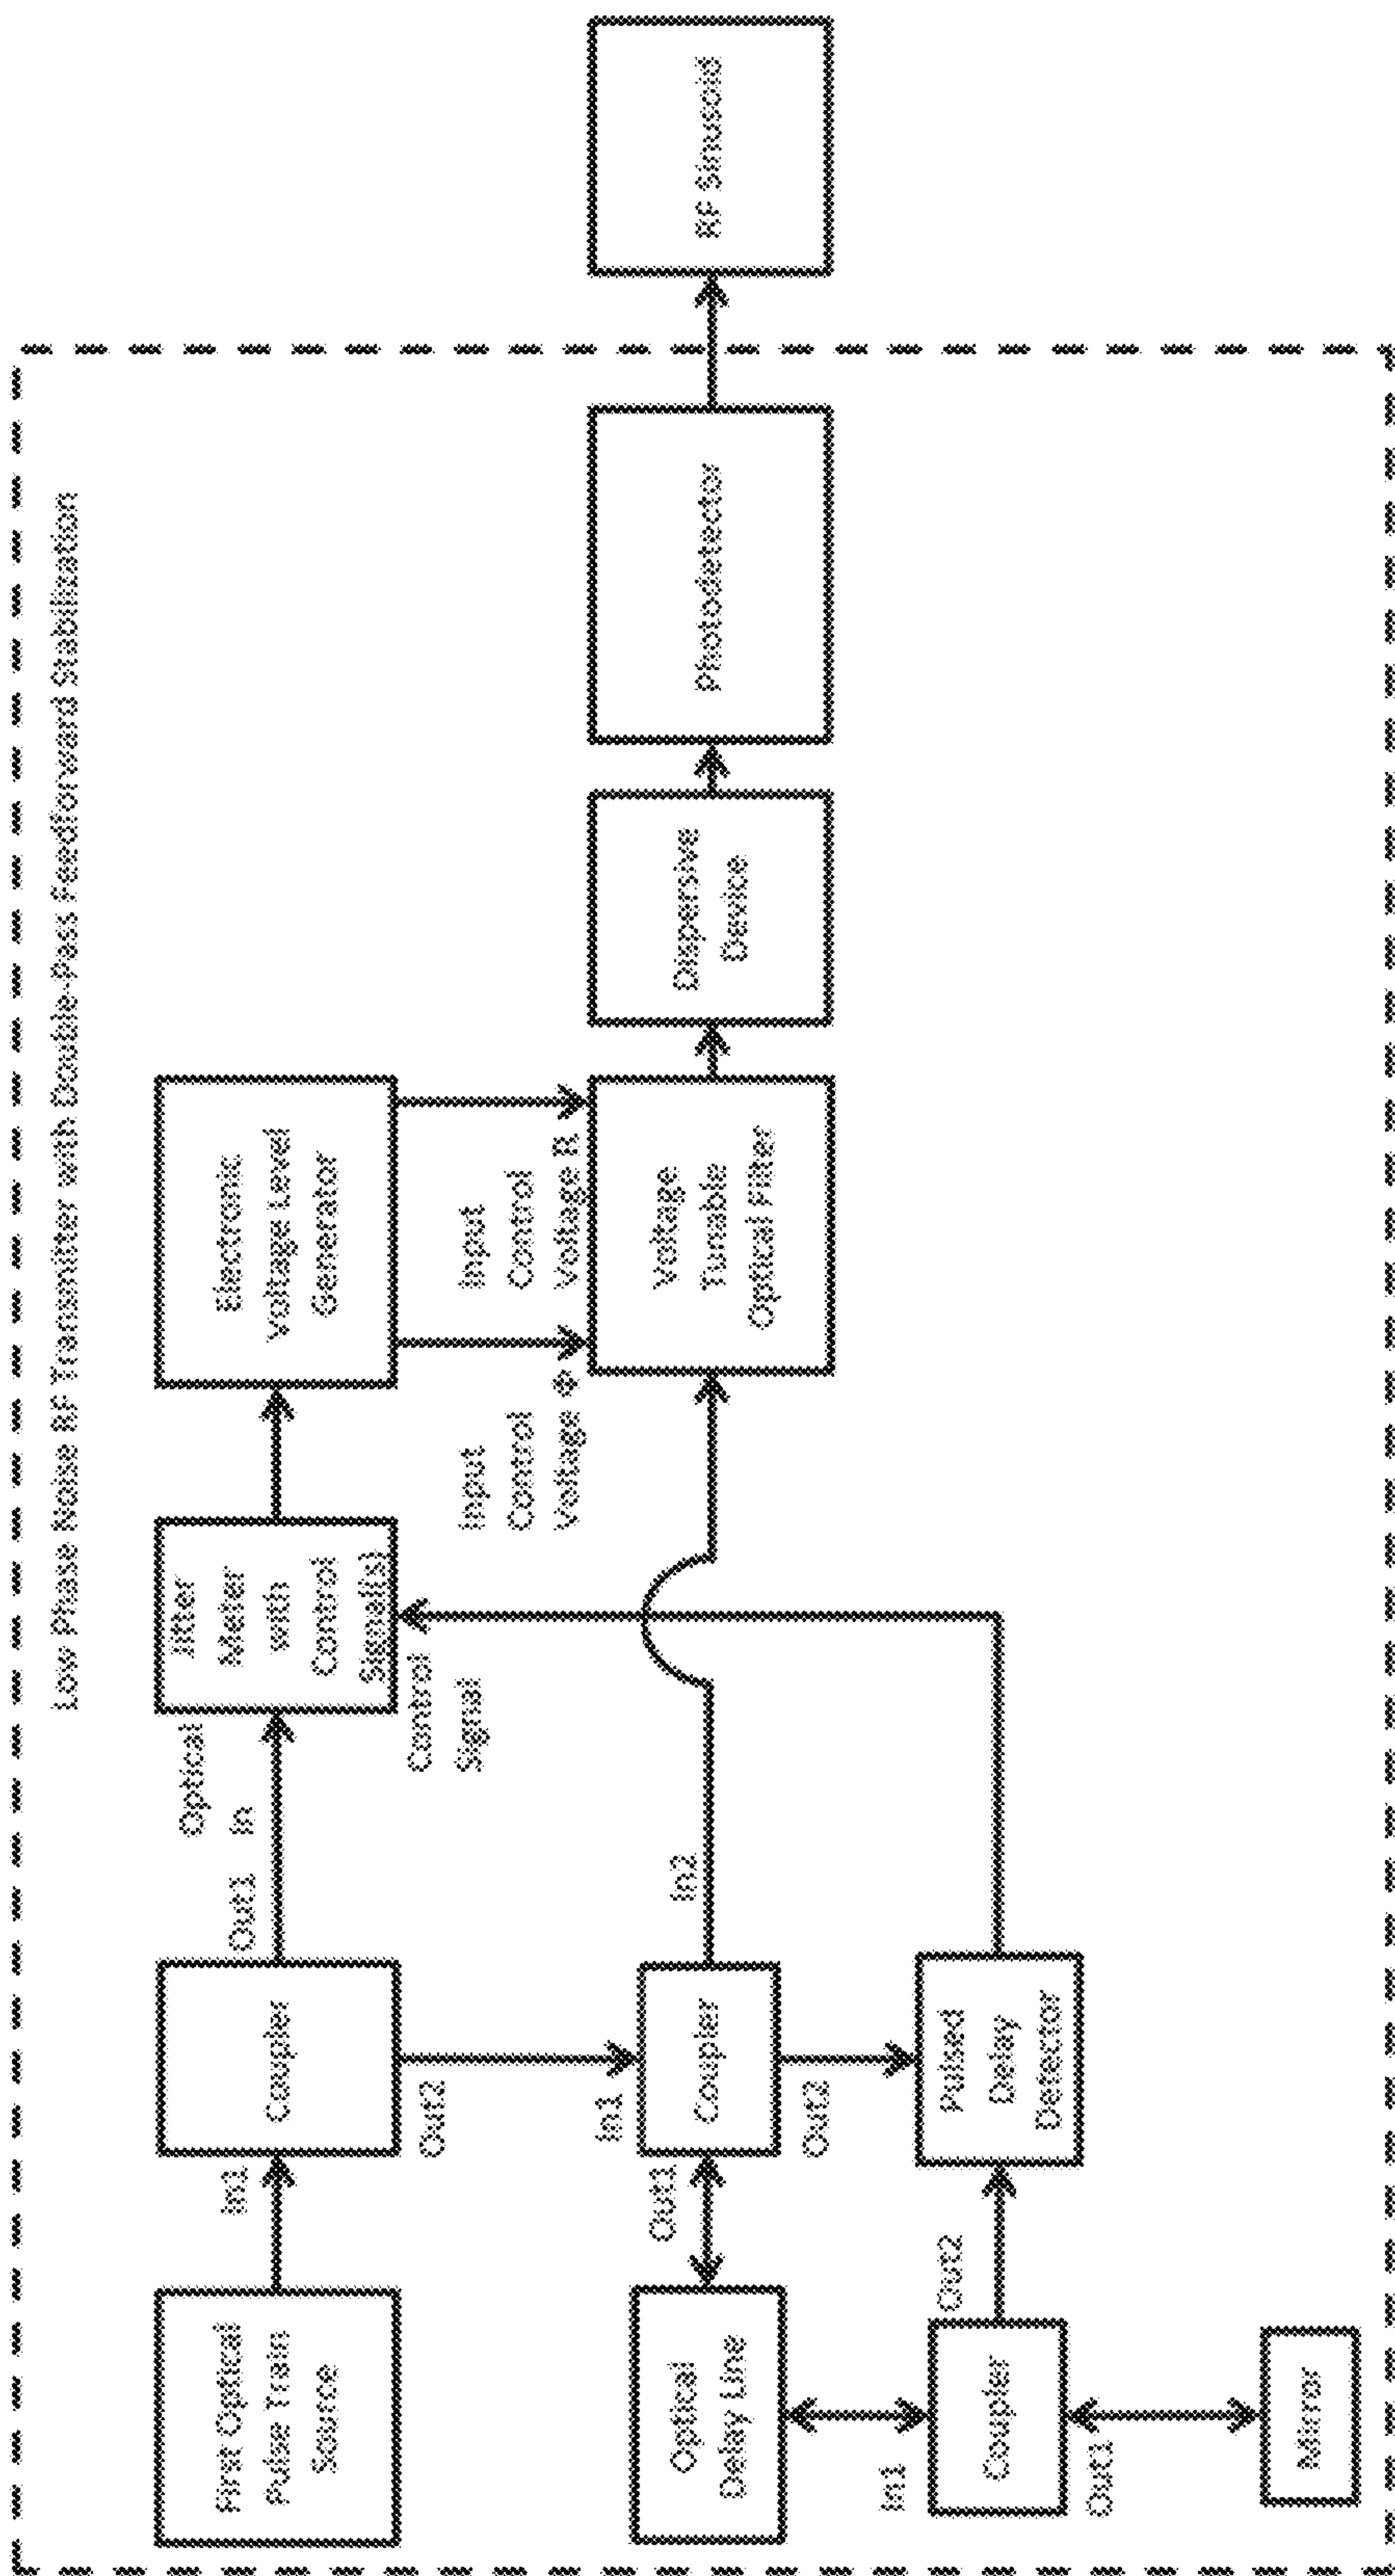 Low Phase Noise RF Transmitter with Double-Pass Feedforward Stabilization
First Optical
Pulse Train
Source
In1
Coupler
Out1
Optical
In
Jitter
Meter
with
Control
Signal(s)
Electronic
Voltage Level
Generator
Out2
Control
Signal
Input
Control
Voltage Φ
Input
Control
Voltage R
Optical
Delay Line
Out1
In1
Coupler
In2
Out2
Voltage
Tunable
Optical Filter
Dispersive
Device
Photodetector
RF Sinusoid
In1
Coupler
Out2
Out1
Pulsed
Delay
Detector
Mirror